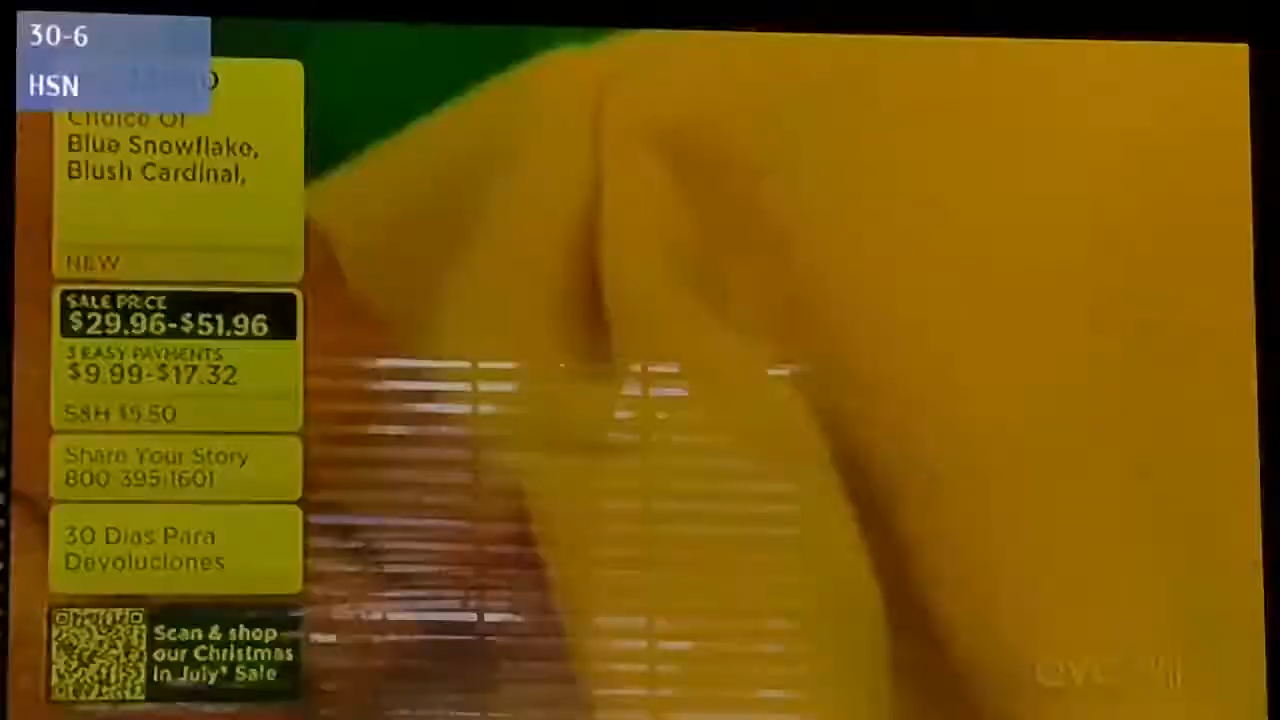 30-6
HSN
Choice Of
Blue Snowflake,
Blush Cardinal,
NEW
SALE PRICE
$29.96-$51.96
3 EASY PAYMENTS
$9.99-$17.32
S&H $5.50
Share Your Story
800 395-1601
30 Dias Para
Devoluciones
Scan & shop
our Christmas
in July* Sale